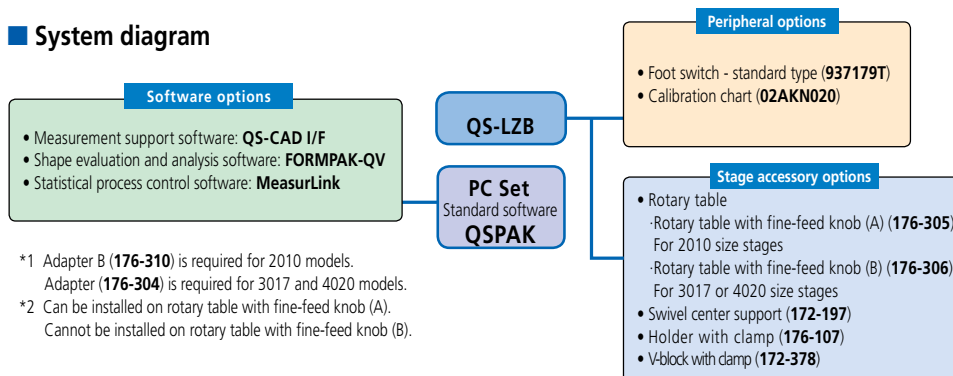 ■ System diagram
Software options
• Measurement support software: QS-CAD I/F
• Shape evaluation and analysis software: FORMPAK-QV
• Statistical process control software: MeasurLink
QS-LZB
PC Set
Standard software
QSPAK
Peripheral options
• Foot switch - standard type (937179T)
• Calibration chart (02AKN020)
Stage accessory options
• Rotary table
·Rotary table with fine-feed knob (A) (176-305)
For 2010 size stages
·Rotary table with fine-feed knob (B) (176-306)
For 3017 or 4020 size stages
• Swivel center support (172-197)
• Holder with clamp (176-107)
• V-block with clamp (172-378)
*1 Adapter B (176-310) is required for 2010 models.
Adapter (176-304) is required for 3017 and 4020 models.
*2 Can be installed on rotary table with fine-feed knob (A).
Cannot be installed on rotary table with fine-feed knob (B).